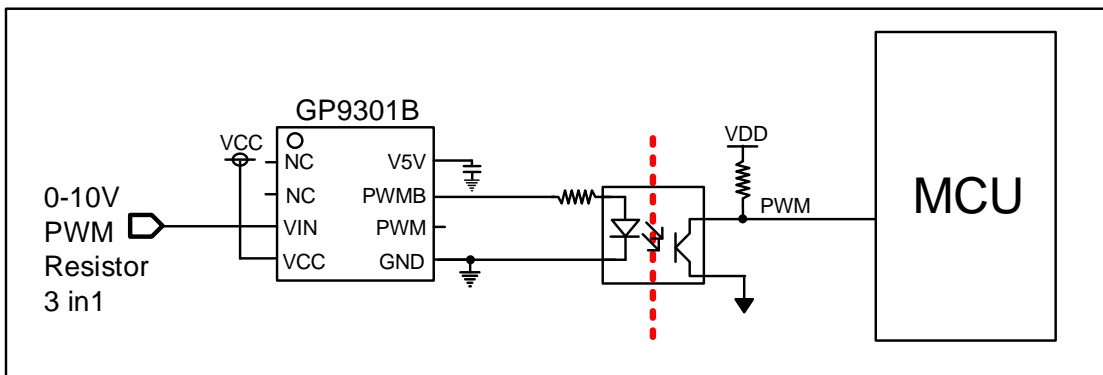 GP9301B
VCC
NC
V5V
NC
PWMB
VIN
PWM
VCC
GND
0-10V
PWM
Resistor
3 in1
VDD
PWM
MCU